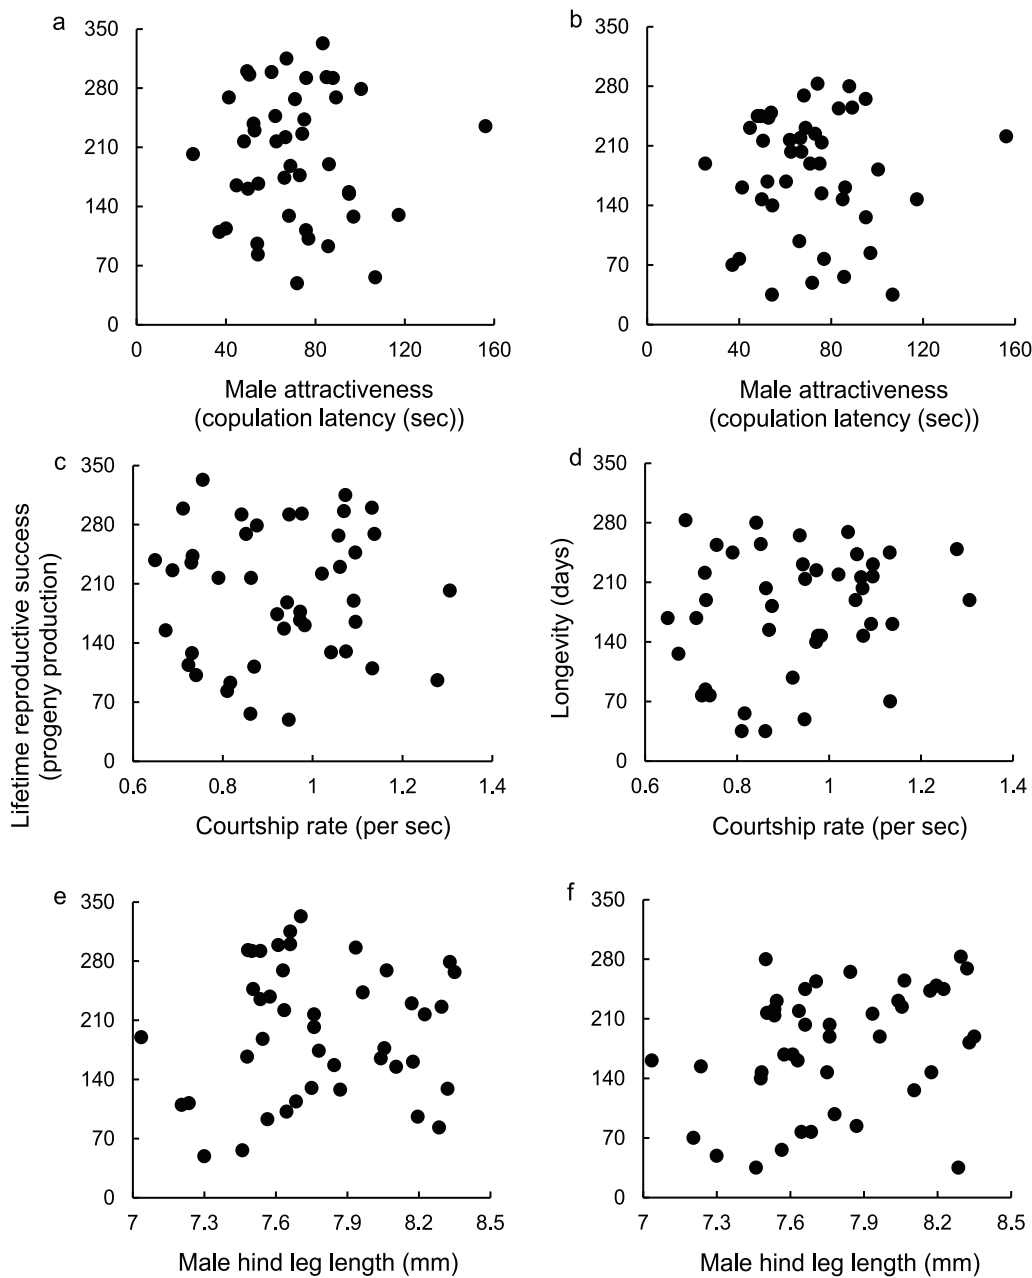 a
350
280
210
140
70
0
0 40 80 120 160
Male attractiveness
(copulation latency (sec))
b
350
280
210
140
70
0
0 40 80 120 160
Male attractiveness
(copulation latency (sec))
Lifetime reproductive success
(progeny production)
c
350
280
210
140
70
0
0.6 0.8 1 1.2 1.4
Courtship rate (per sec)
Longevity (days)
d
350
280
210
140
70
0
0.6 0.8 1 1.2 1.4
Courtship rate (per sec)
e
350
280
210
140
70
0
7 7.3 7.6 7.9 8.2 8.5
Male hind leg length (mm)
f
350
280
210
140
70
0
7 7.3 7.6 7.9 8.2 8.5
Male hind leg length (mm)